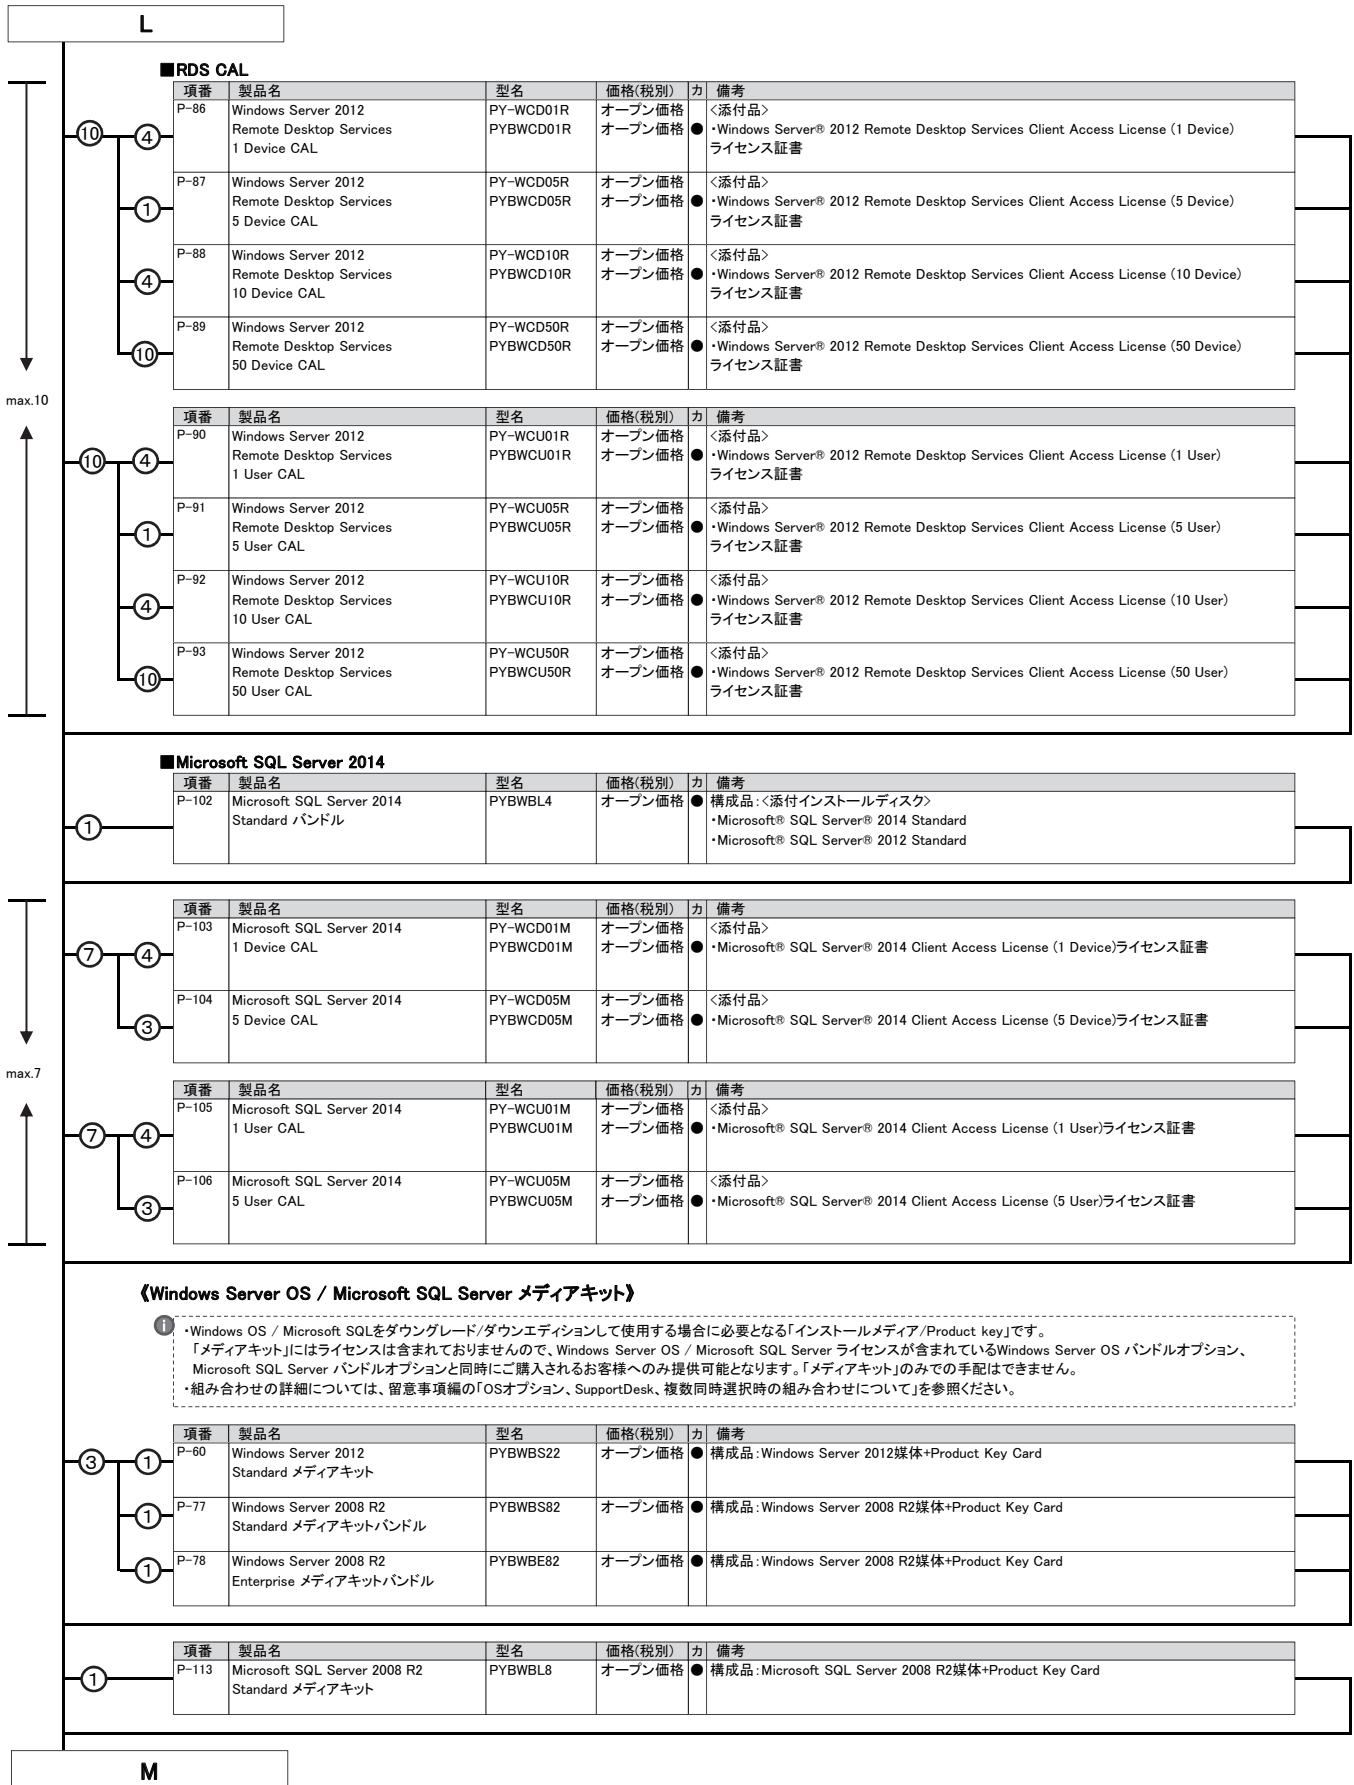 L
■RDS CAL
項番 製品名 型名 価格(税別) カ 備考
P-86 Windows Server 2012 PY-WCD01R オープン価格 <添付品>
⑩ ④ Remote Desktop Services PYBWCD01R オープン価格 ● ・Windows Server® 2012 Remote Desktop Services Client Access License (1 Device)
1 Device CAL ライセンス証書
P-87 Windows Server 2012 PY-WCD05R オープン価格 <添付品>
① Remote Desktop Services PYBWCD05R オープン価格 ● ・Windows Server® 2012 Remote Desktop Services Client Access License (5 Device)
5 Device CAL ライセンス証書
P-88 Windows Server 2012 PY-WCD10R オープン価格 <添付品>
④ Remote Desktop Services PYBWCD10R オープン価格 ● ・Windows Server® 2012 Remote Desktop Services Client Access License (10 Device)
10 Device CAL ライセンス証書
P-89 Windows Server 2012 PY-WCD50R オープン価格 <添付品>
⑩ Remote Desktop Services PYBWCD50R オープン価格 ● ・Windows Server® 2012 Remote Desktop Services Client Access License (50 Device)
50 Device CAL ライセンス証書
max.10
項番 製品名 型名 価格(税別) カ 備考
P-90 Windows Server 2012 PY-WCU01R オープン価格 <添付品>
⑩ ④ Remote Desktop Services PYBWCU01R オープン価格 ● ・Windows Server® 2012 Remote Desktop Services Client Access License (1 User)
1 User CAL ライセンス証書
P-91 Windows Server 2012 PY-WCU05R オープン価格 <添付品>
① Remote Desktop Services PYBWCU05R オープン価格 ● ・Windows Server® 2012 Remote Desktop Services Client Access License (5 User)
5 User CAL ライセンス証書
P-92 Windows Server 2012 PY-WCU10R オープン価格 <添付品>
④ Remote Desktop Services PYBWCU10R オープン価格 ● ・Windows Server® 2012 Remote Desktop Services Client Access License (10 User)
10 User CAL ライセンス証書
P-93 Windows Server 2012 PY-WCU50R オープン価格 <添付品>
⑩ Remote Desktop Services PYBWCU50R オープン価格 ● ・Windows Server® 2012 Remote Desktop Services Client Access License (50 User)
50 User CAL ライセンス証書
■Microsoft SQL Server 2014
項番 製品名 型名 価格(税別) カ 備考
P-102 Microsoft SQL Server 2014 PYBWBL4 オープン価格 ● 構成品:<添付インストールディスク>
① Standard バンドル ・Microsoft® SQL Server® 2014 Standard
・Microsoft® SQL Server® 2012 Standard
項番 製品名 型名 価格(税別) カ 備考
P-103 Microsoft SQL Server 2014 PY-WCD01M オープン価格 <添付品>
⑦ ④ 1 Device CAL PYBWCD01M オープン価格 ● ・Microsoft® SQL Server® 2014 Client Access License (1 Device)ライセンス証書
P-104 Microsoft SQL Server 2014 PY-WCD05M オープン価格 <添付品>
③ 5 Device CAL PYBWCD05M オープン価格 ● ・Microsoft® SQL Server® 2014 Client Access License (5 Device)ライセンス証書
max.7
項番 製品名 型名 価格(税別) カ 備考
P-105 Microsoft SQL Server 2014 PY-WCU01M オープン価格 <添付品>
⑦ ④ 1 User CAL PYBWCU01M オープン価格 ● ・Microsoft® SQL Server® 2014 Client Access License (1 User)ライセンス証書
P-106 Microsoft SQL Server 2014 PY-WCU05M オープン価格 <添付品>
③ 5 User CAL PYBWCU05M オープン価格 ● ・Microsoft® SQL Server® 2014 Client Access License (5 User)ライセンス証書
《Windows Server OS / Microsoft SQL Server メディアキット》
i ・Windows OS / Microsoft SQLをダウングレード/ダウンエディションして使用する場合に必要となる「インストールメディア/Product key」です。
「メディアキット」にはライセンスは含まれておりませんので、Windows Server OS / Microsoft SQL Server ライセンスが含まれているWindows Server OS バンドルオプション、
Microsoft SQL Server バンドルオプションと同時にご購入されるお客様へのみ提供可能となります。「メディアキット」のみでの手配はできません。
・組み合わせの詳細については、留意事項編の「OSオプション、SupportDesk、複数同時選択時の組み合わせについて」を参照ください。
項番 製品名 型名 価格(税別) カ 備考
③ ① P-60 Windows Server 2012 PYBWBS22 オープン価格 ● 構成品:Windows Server 2012媒体+Product Key Card
Standard メディアキット
① P-77 Windows Server 2008 R2 PYBWBS82 オープン価格 ● 構成品:Windows Server 2008 R2媒体+Product Key Card
Standard メディアキットバンドル
① P-78 Windows Server 2008 R2 PYBWBE82 オープン価格 ● 構成品:Windows Server 2008 R2媒体+Product Key Card
Enterprise メディアキットバンドル
項番 製品名 型名 価格(税別) カ 備考
① P-113 Microsoft SQL Server 2008 R2 PYBWBL8 オープン価格 ● 構成品:Microsoft SQL Server 2008 R2媒体+Product Key Card
Standard メディアキット
M